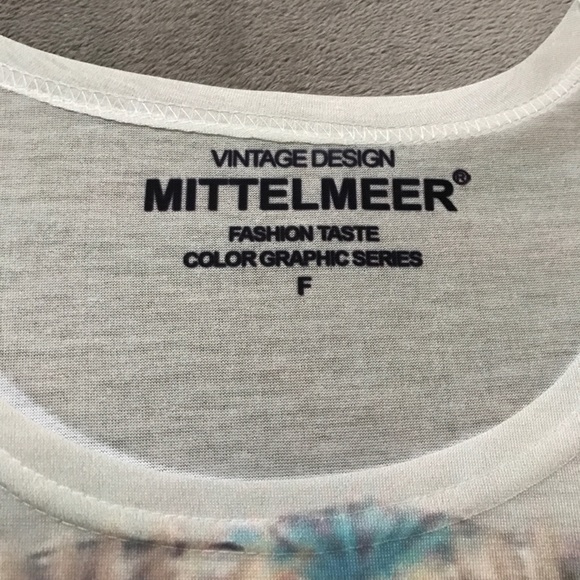 VINTAGE DESIGN
MITTELMEER®
FASHION TASTE
COLOR GRAPHIC SERIES
F